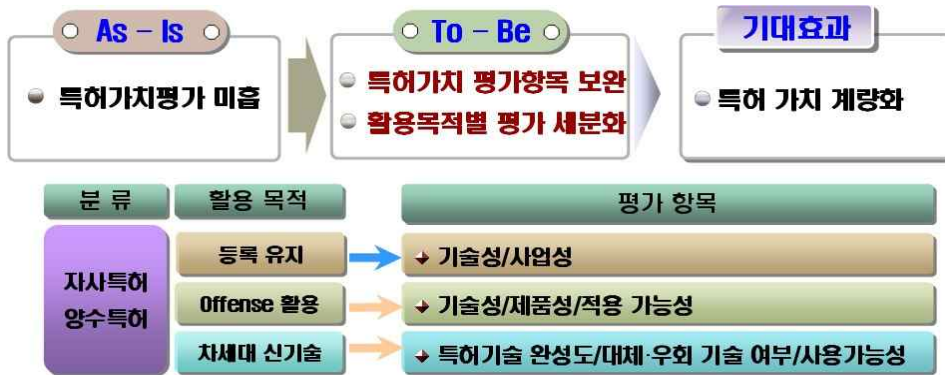 As – Is
특허가치평가 미흡
To – Be
특허가치 평가항목 보완
활용목적별 평가 세분화
기대효과
특허 가치 계량화
분 류
활용 목적
평가 항목
자사특허
양수특허
등록 유지
기술성/사업성
Offense 활용
기술성/제품성/적용 가능성
차세대 신기술
특허기술 완성도/대체·우회 기술 여부/사용가능성